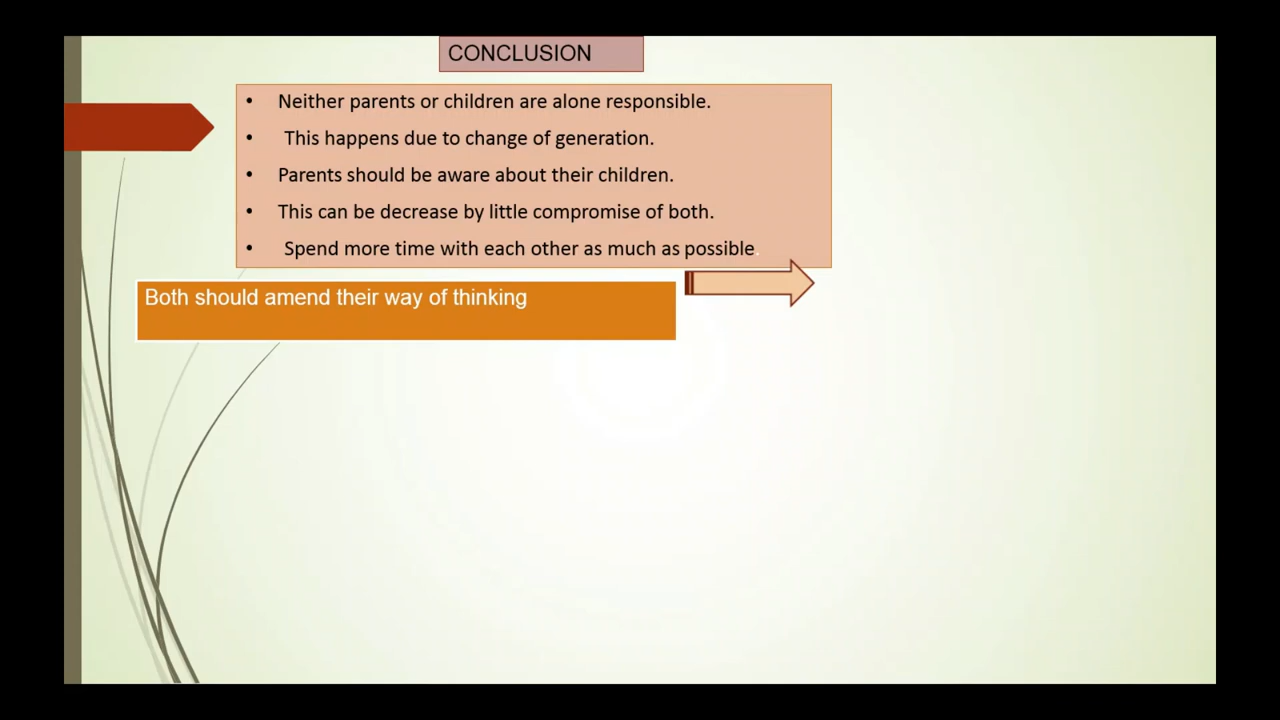 CONCLUSION
• Neither parents or children are alone responsible.
• This happens due to change of generation.
• Parents should be aware about their children.
• This can be decrease by little compromise of both.
• Spend more time with each other as much as possible.
Both should amend their way of thinking